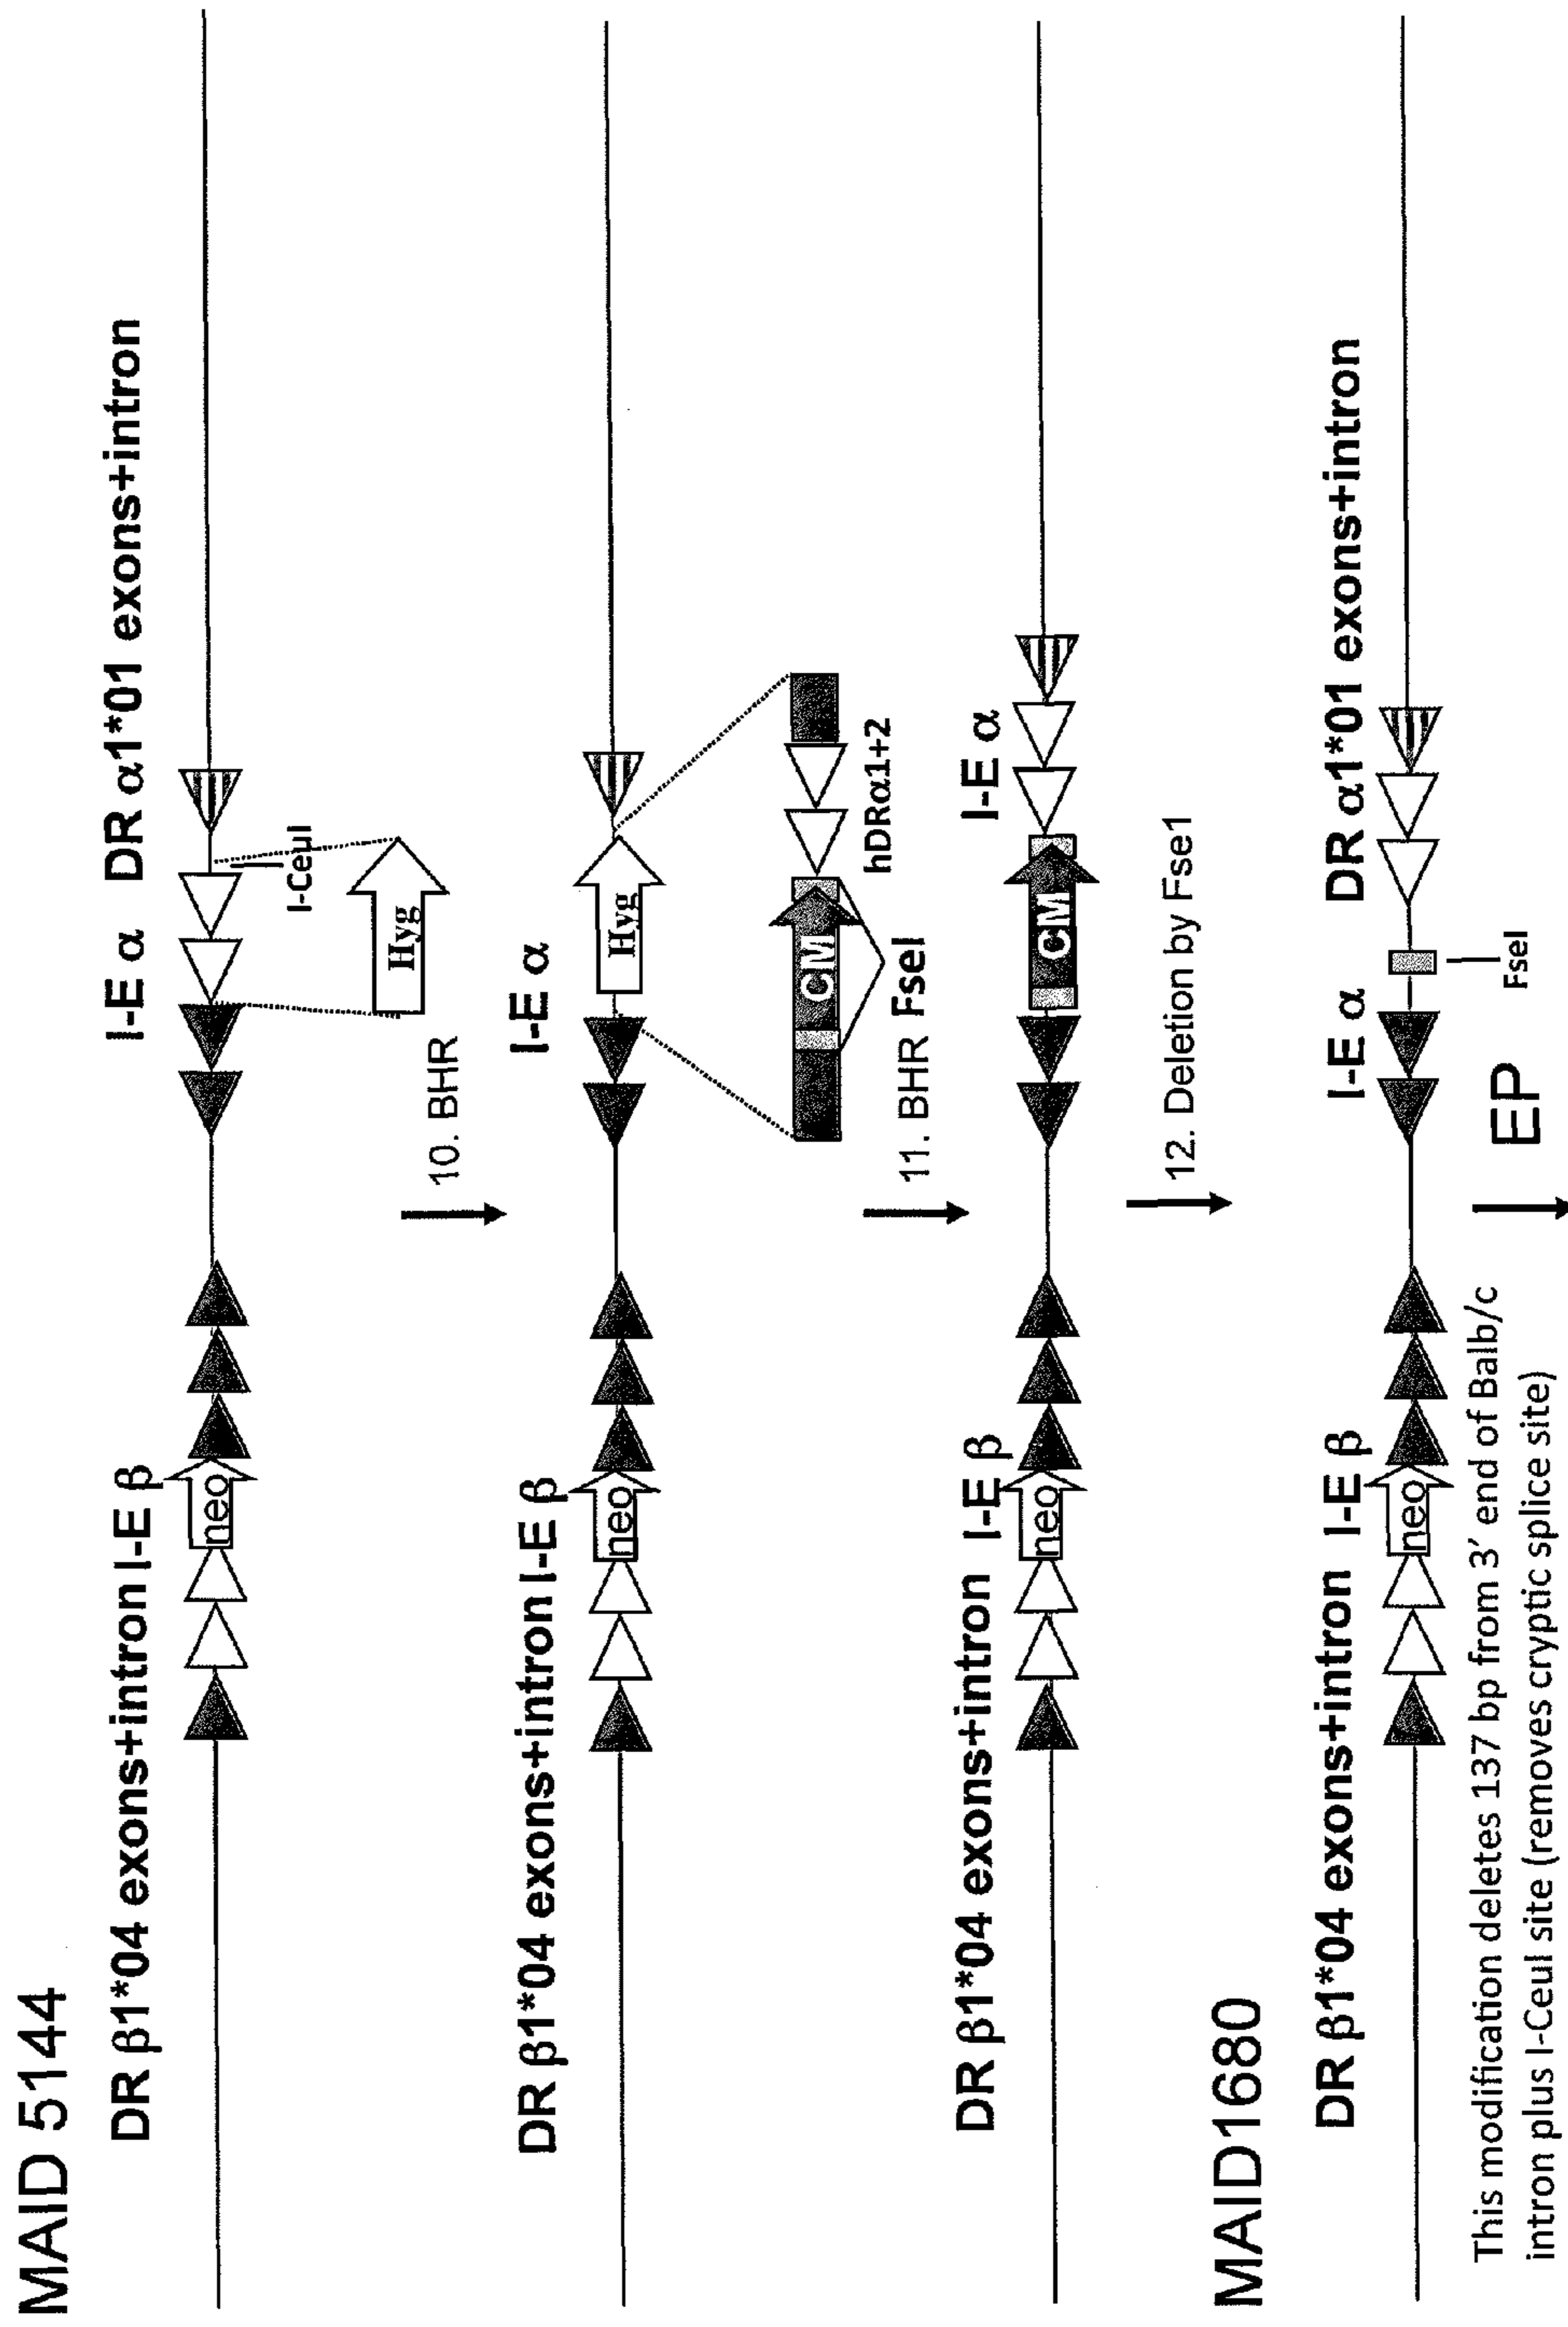 MAID 5144
DR β1*04 exons+intron I-E β
I-E α DR α1*01 exons+intron
neo
I-CeuI
Hyg
10. BHR
DR β1*04 exons+intron I-E β
I-E α
neo
Hyg
CM
hDRα1+2
11. BHR FseI
DR β1*04 exons+intron I-E β
I-E α
neo
CM
12. Deletion by Fse1
MAID1680
DR β1*04 exons+intron I-E β
I-E α DR α1*01 exons+intron
neo
FseI
EP
This modification deletes 137 bp from 3’ end of Balb/c
intron plus I-CeuI site (removes cryptic splice site)